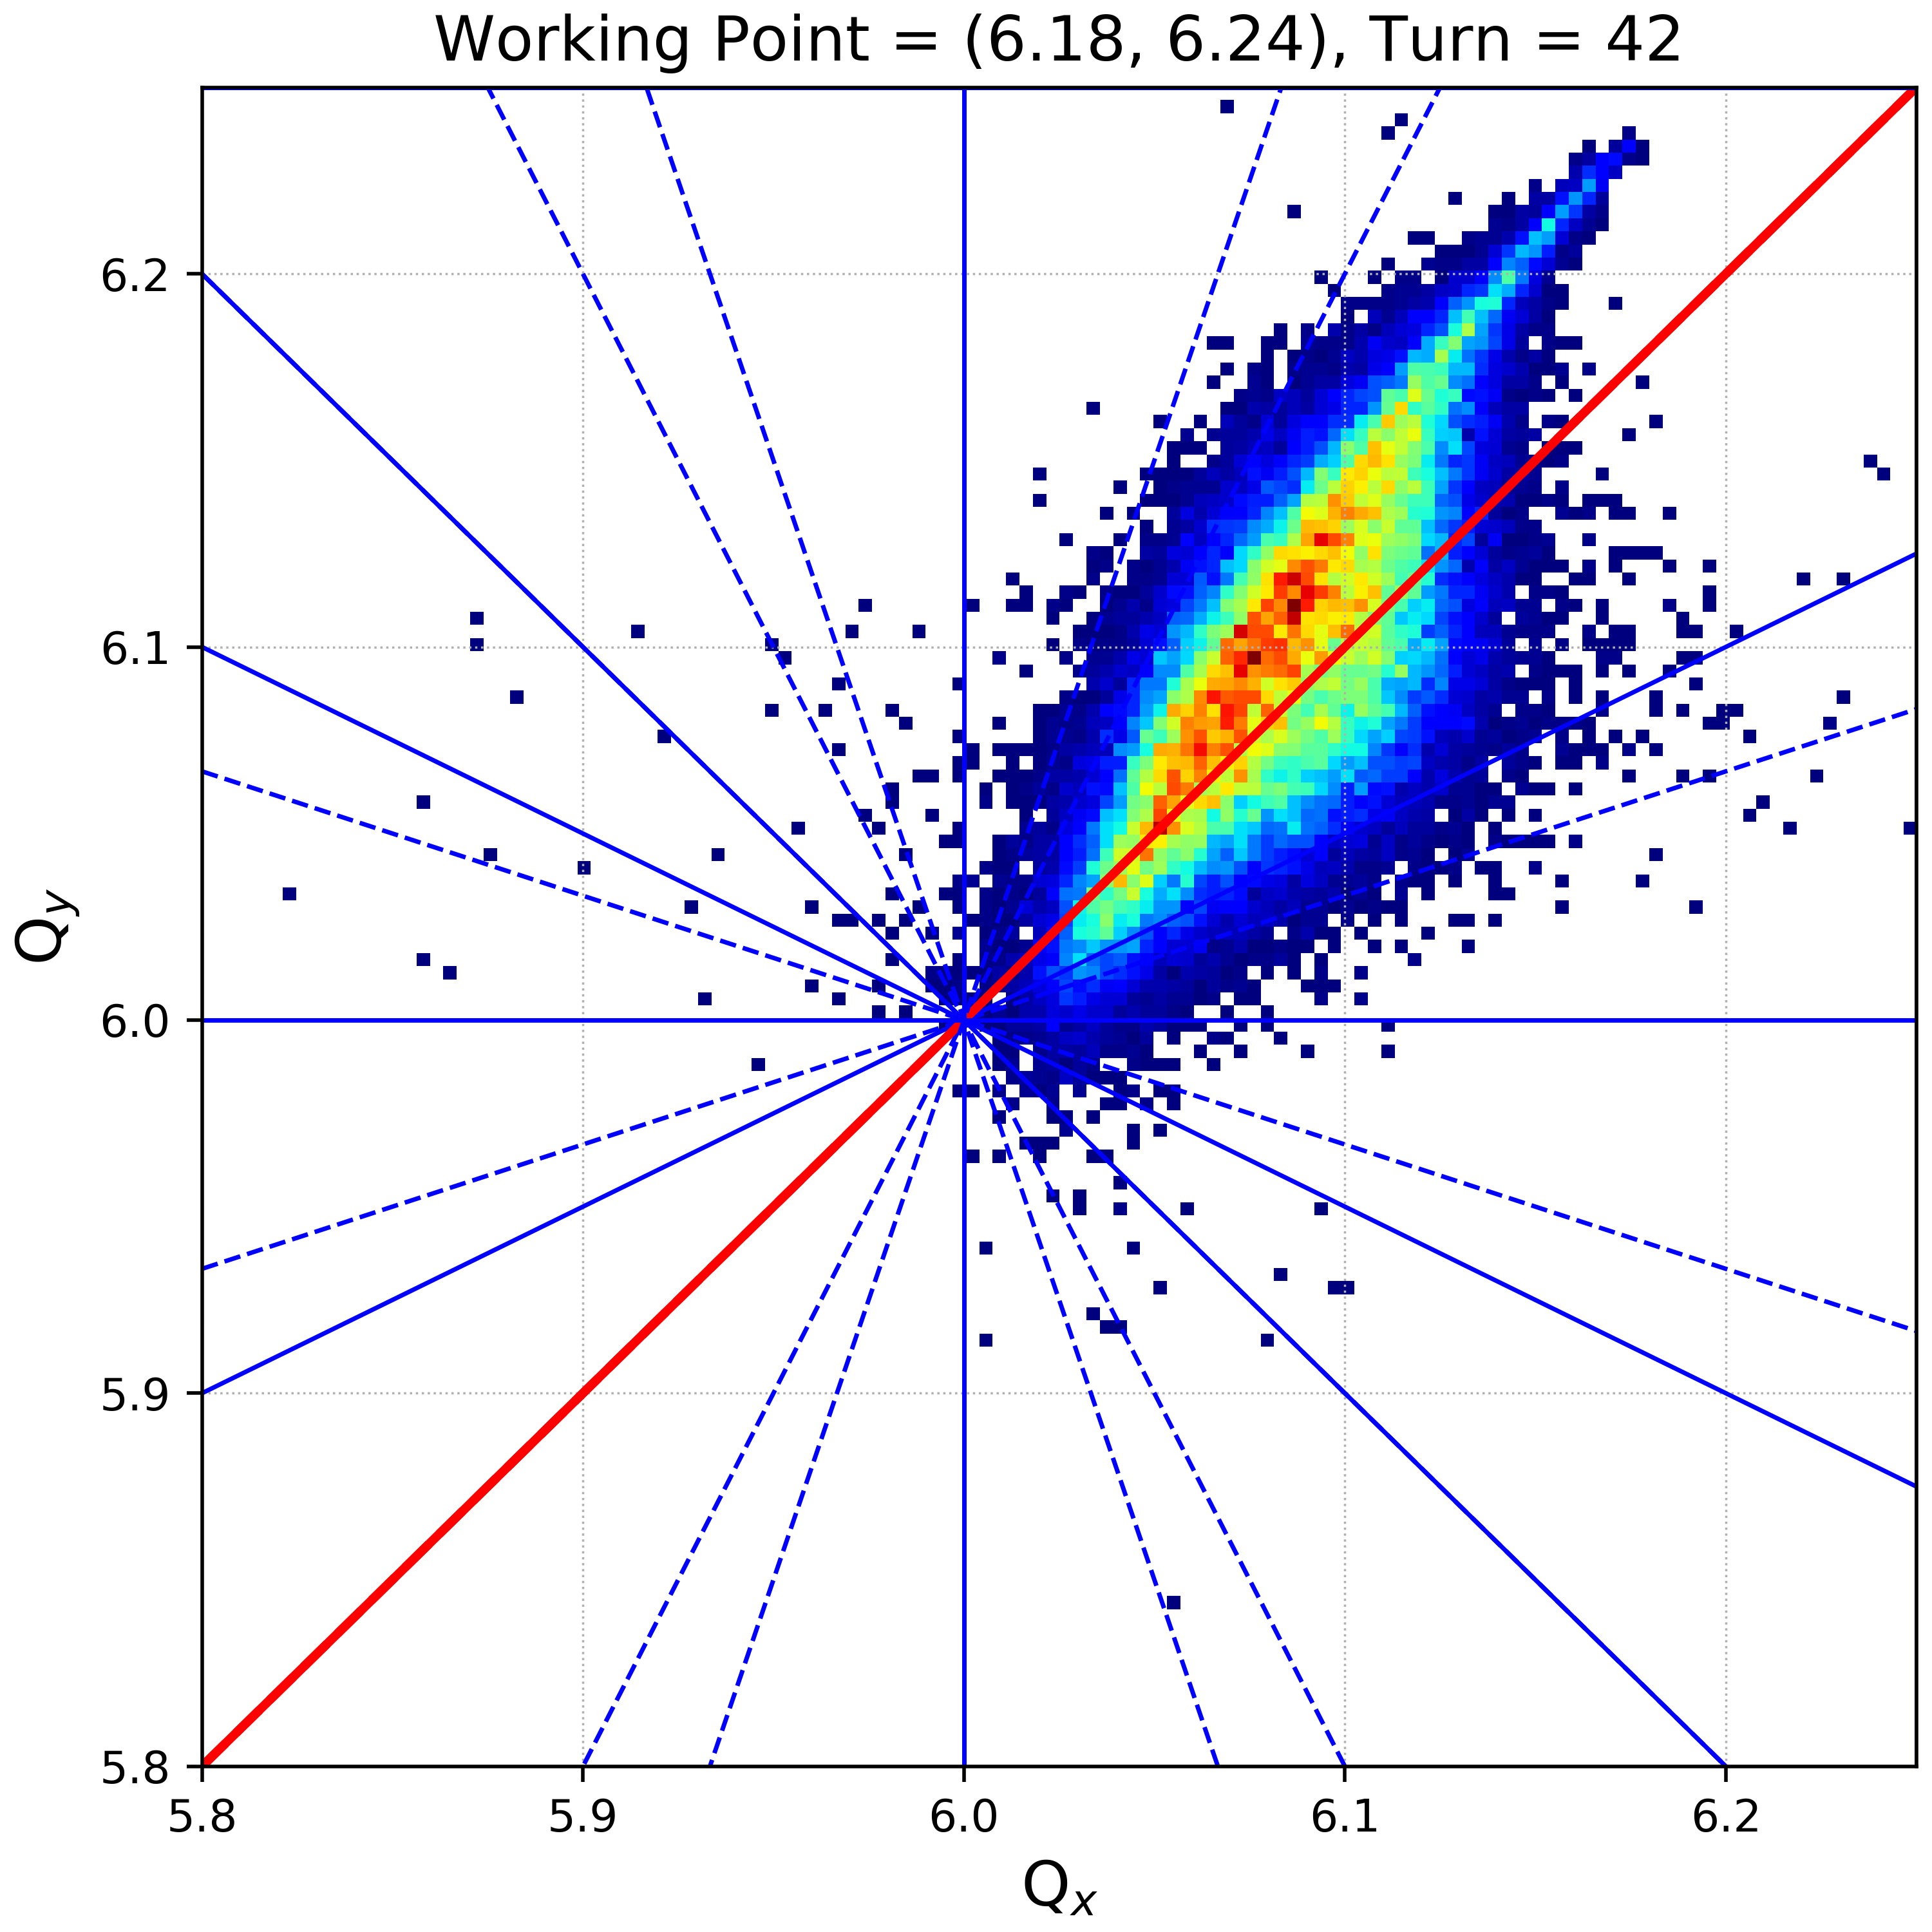 Working Point = (6.18, 6.24), Turn = 42
6.2
6.1
6.0
5.9
5.8
Qy
5.8 5.9 6.0 6.1 6.2
Qx